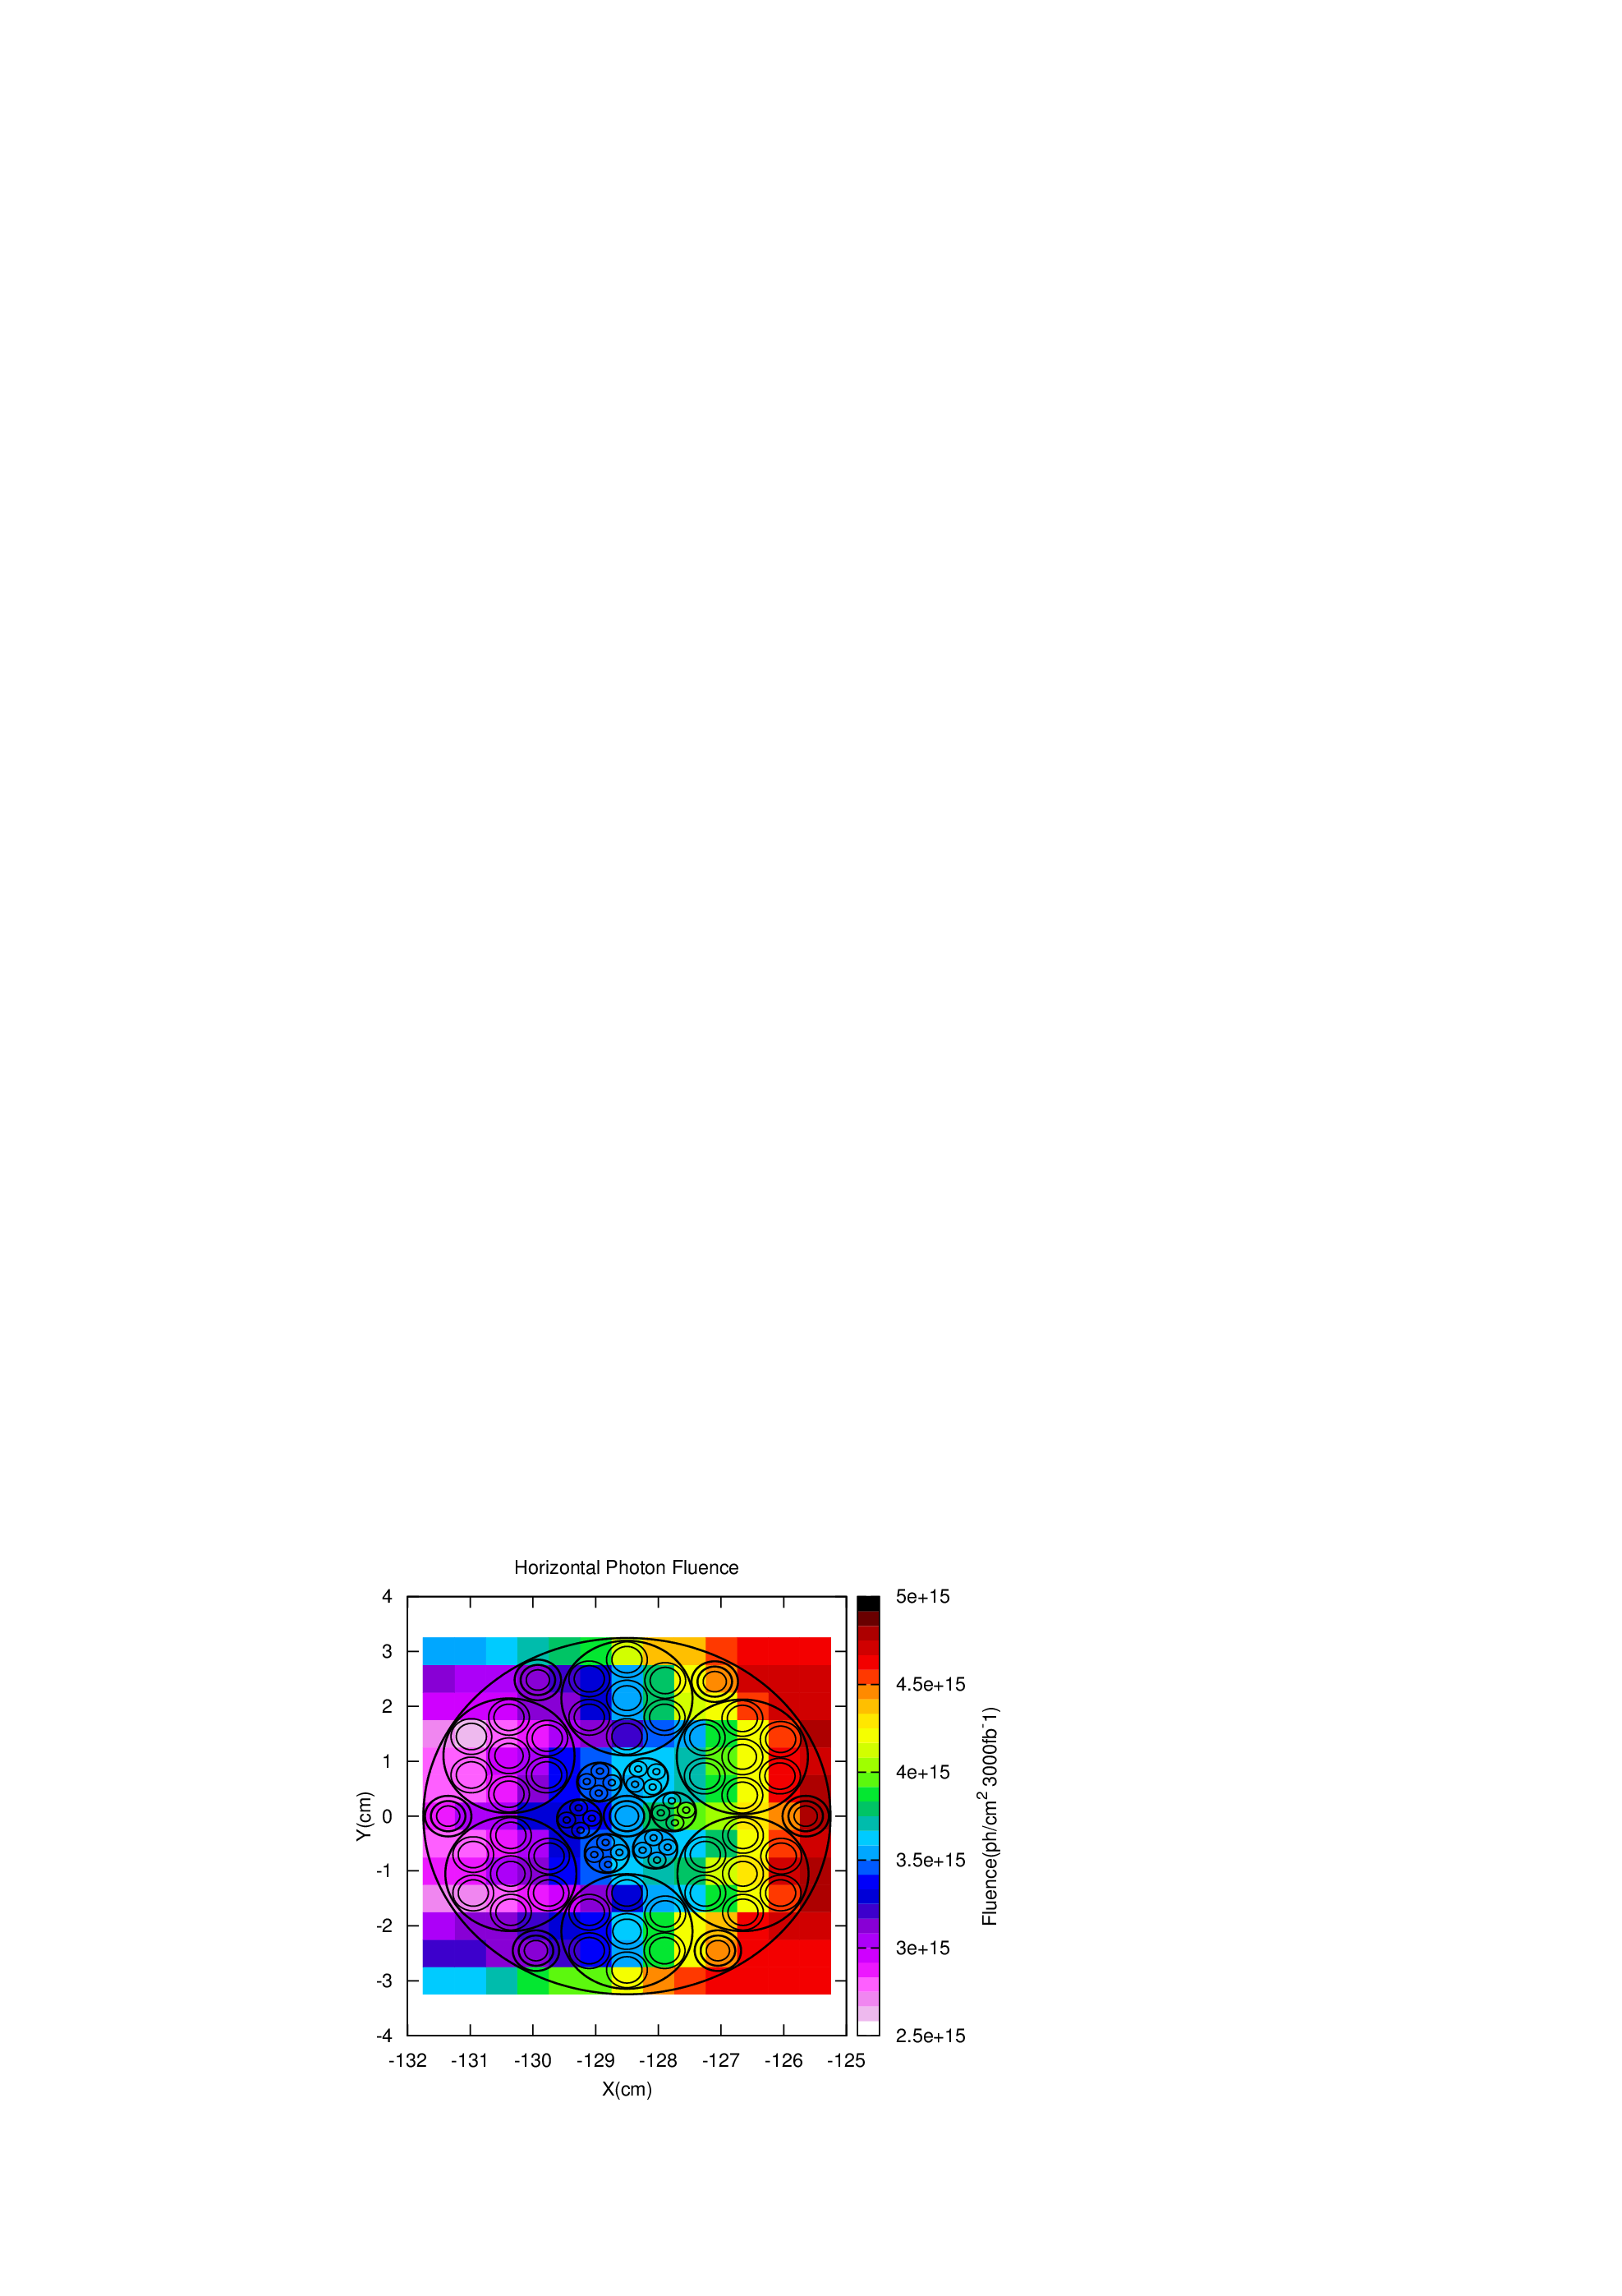 Horizontal Photon Fluence
4
3
2
1
0
-1
-2
-3
-4
Y(cm)
-132 -131 -130 -129 -128 -127 -126 -125
X(cm)
5e+15
4.5e+15
4e+15
3.5e+15
3e+15
2.5e+15
Fluence(ph/cm² 3000fb⁻1)